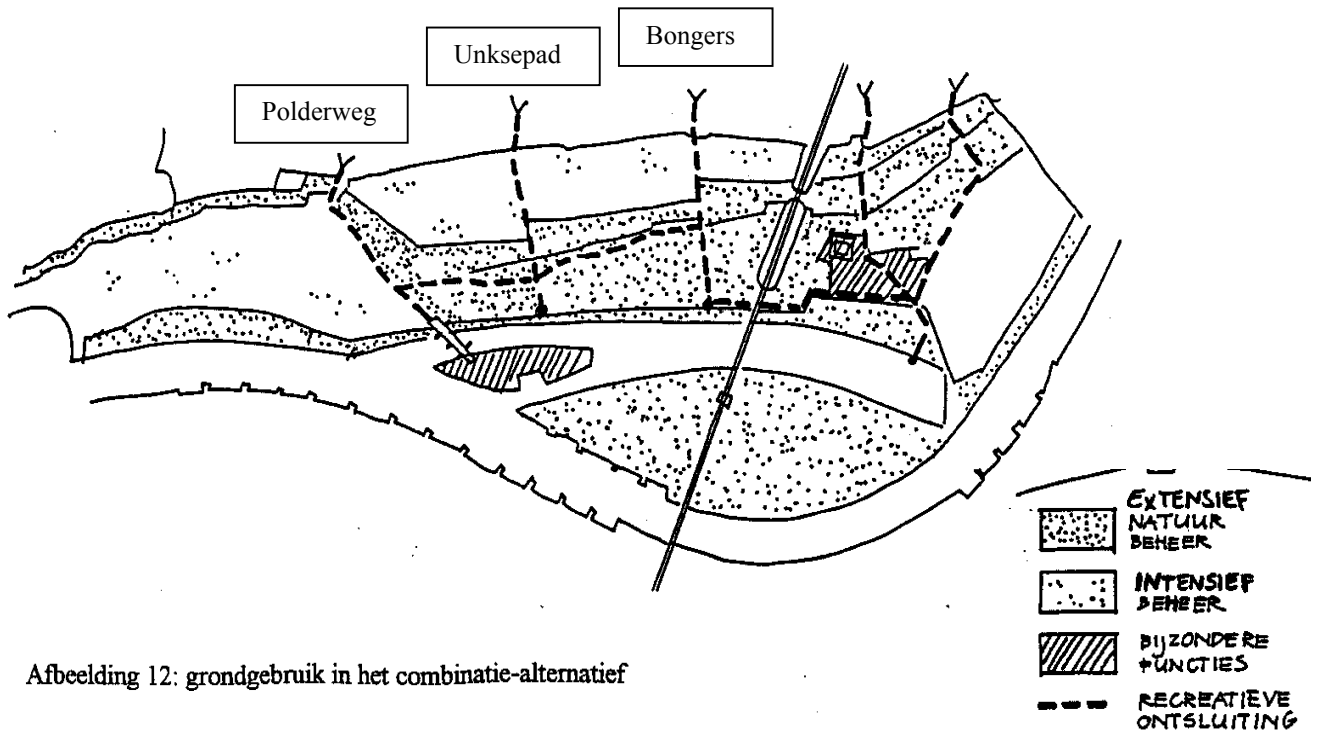 Bongers
Unksepad
Polderweg
EXTENSIEF
NATUUR
BEHEER
INTENSIEF
BEHEER
BIJZONDERE
FUNCTIES
RECREATIEVE
ONTSLUITING
Afbeelding 12: grondgebruik in het combinatie-alternatief